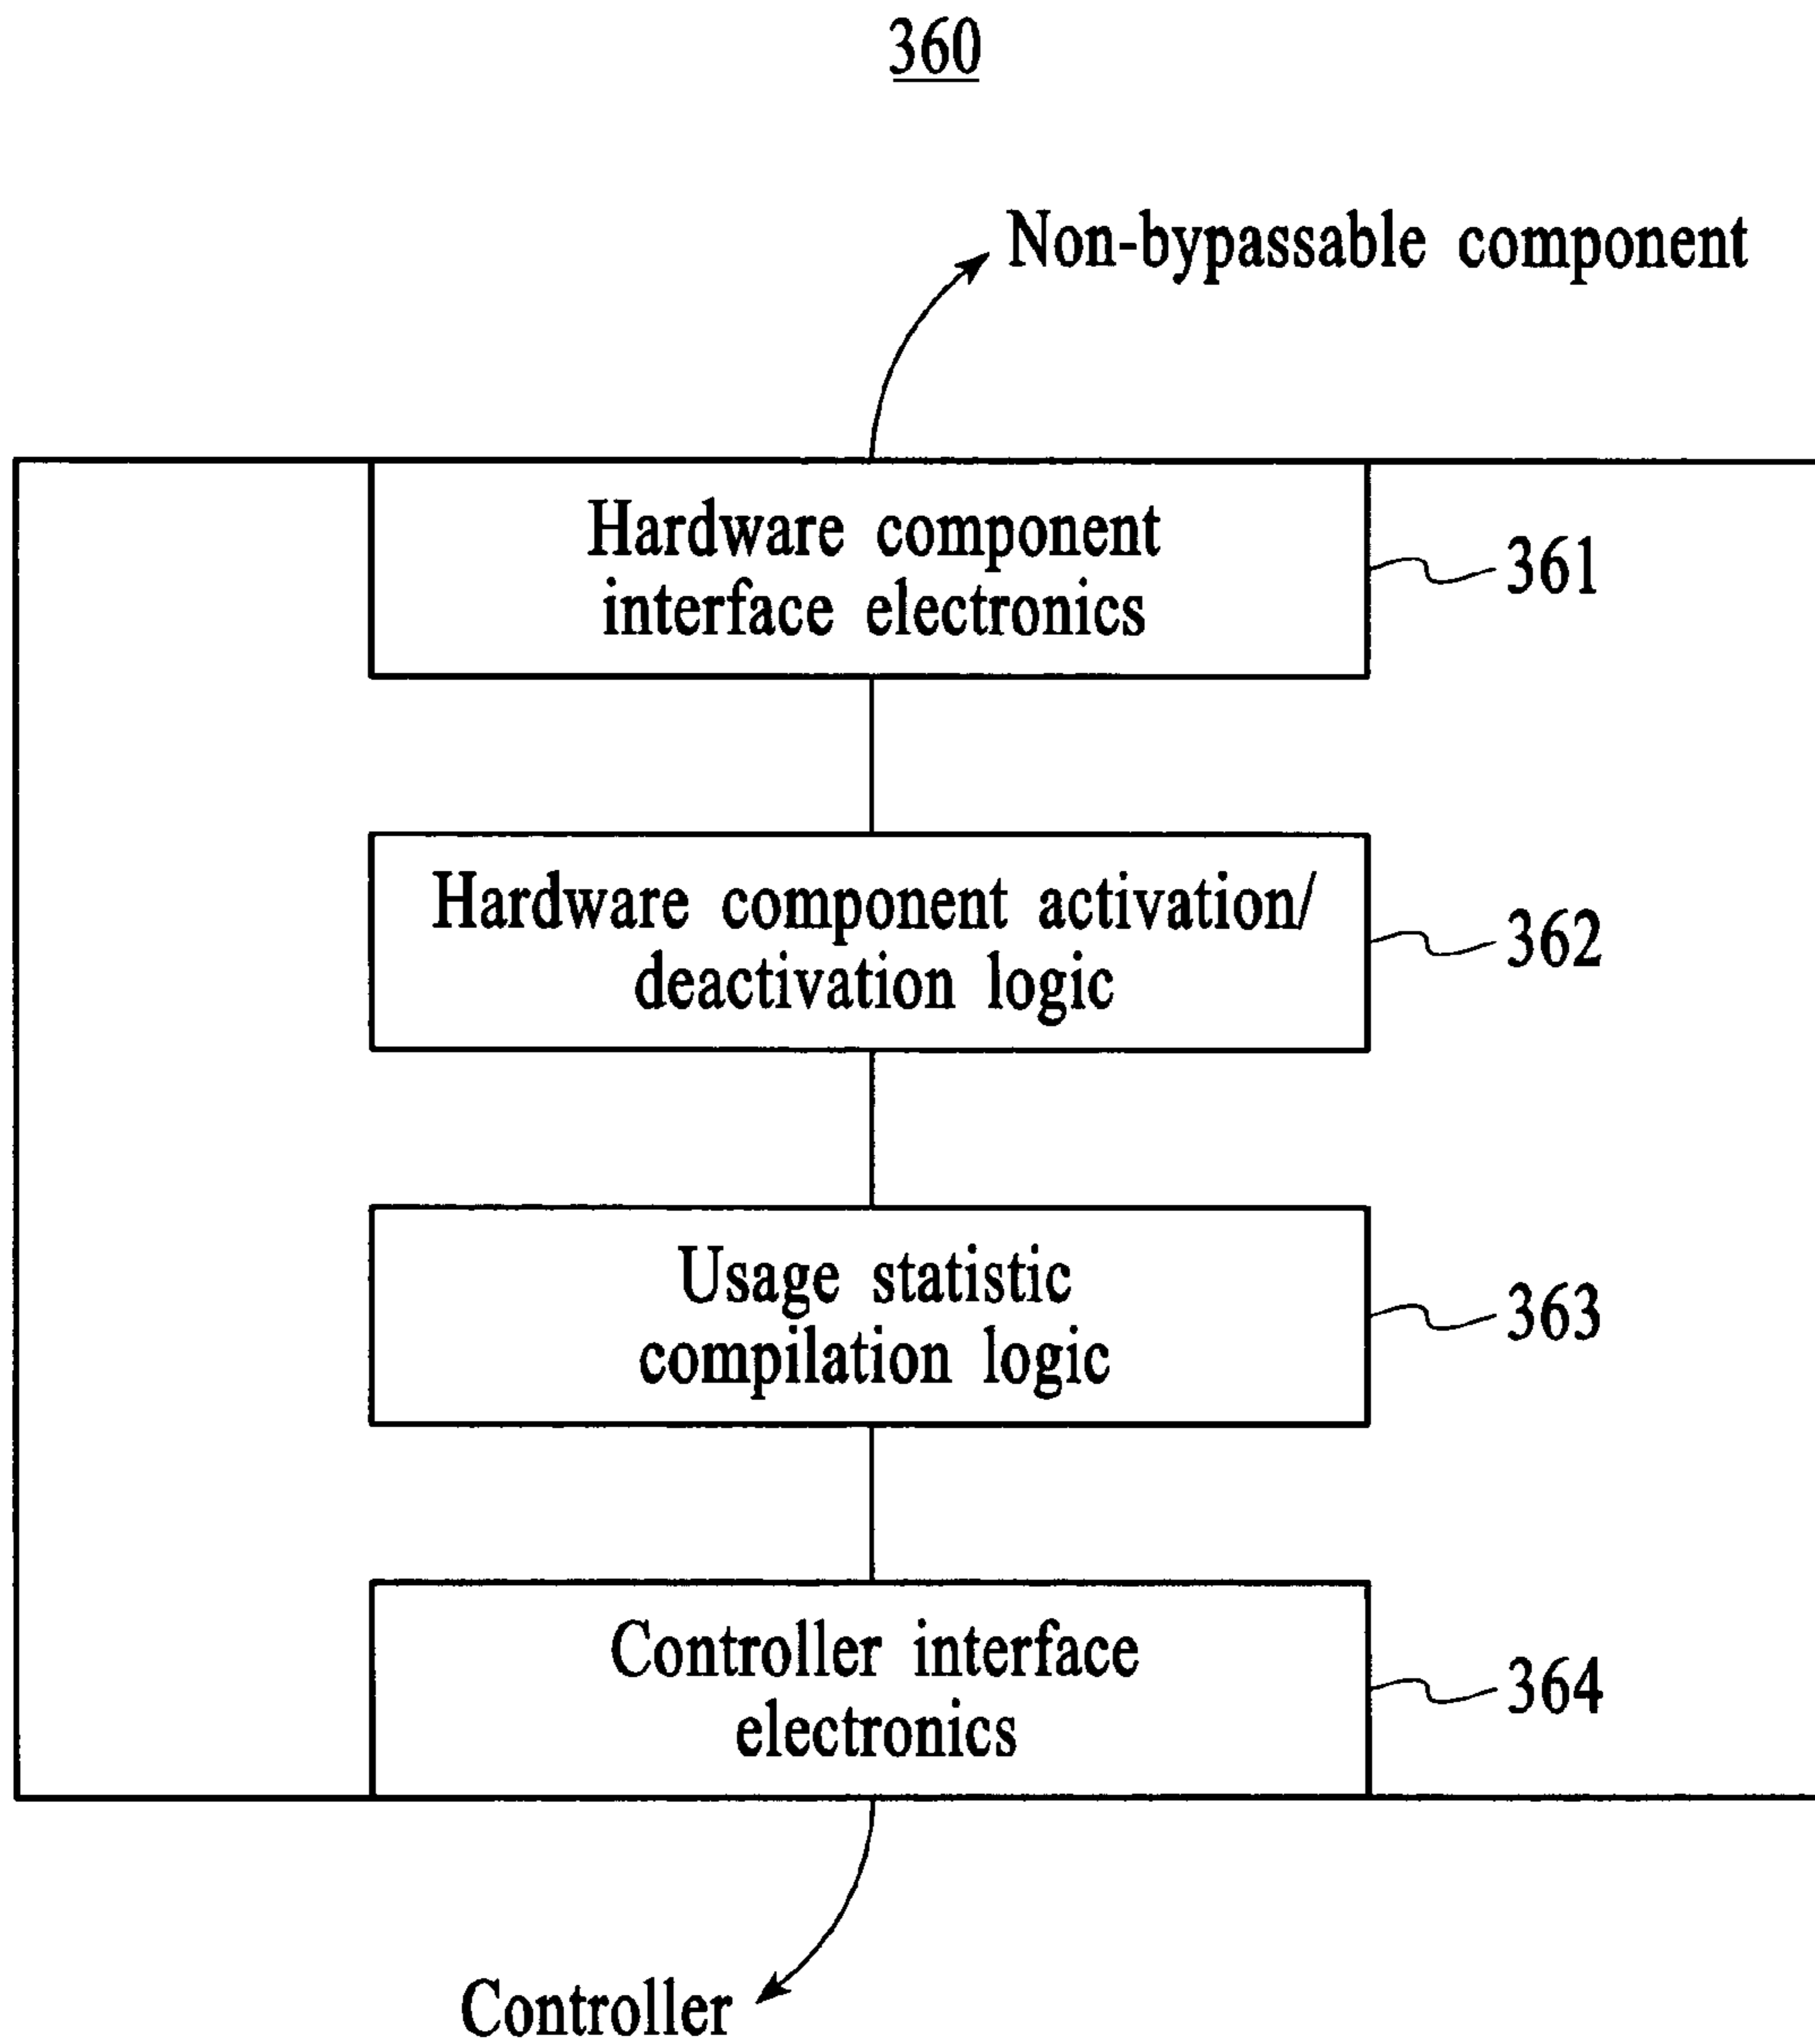 360
Non-bypassable component
Hardware component
interface electronics
361
Hardware component activation/
deactivation logic
362
Usage statistic
compilation logic
363
Controller interface
electronics
364
Controller